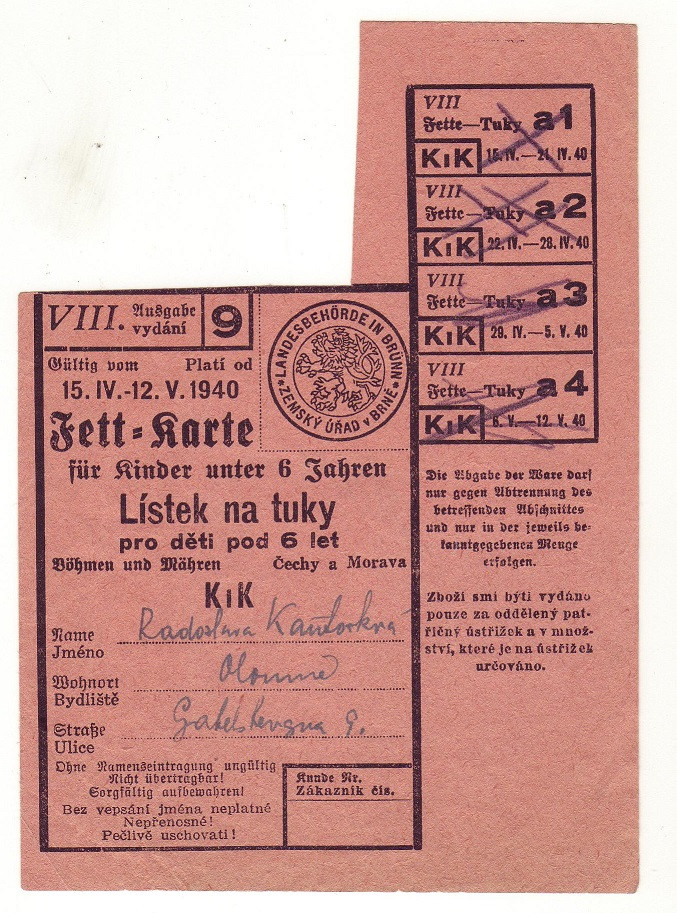 VIII. Ausgabe
vydání
9
LANDESBEHÖRDE IN BRÜNN
ZEMSKÝ ÚŘAD v BRNĚ
Gültig vom Platí od
15. IV.-12. V. 1940
Fett-Karte
für Kinder unter 6 Jahren
Lístek na tuky
pro děti pod 6 let
Böhmen und Mähren Čechy a Morava
KiK
Name
Jméno
Radoslava
Wohnort
Bydliště
Straße
Ulice
Ohne Namenseintragung ungültig
Nicht übertragbar!
Sorgfältig aufbewahren!
Bez vepsání jména neplatné
Nepřenosné!
Pečlivě uschovati!
Kunde Nr.
Zákazník čís.
VIII
Fette—Tuky a1
KiK 15. IV.—21. IV. 40
VIII
Fette—Tuky a2
KiK 22. IV.—28. IV. 40
VIII
Fette—Tuky a3
KiK 29. IV.—5. V. 40
VIII
Fette—Tuky a4
KiK 6. V.—12. V. 40
Die Abgabe der Ware darf
nur gegen Abtrennung des
betreffenden Abschnittes
und nur in der jeweils be-
kanntgegebenen Menge
erfolgen.
Zboží smí býti vydáno
pouze za oddělený pat-
řičný ústřižek a v množ-
ství, které je na ústřižek
určováno.